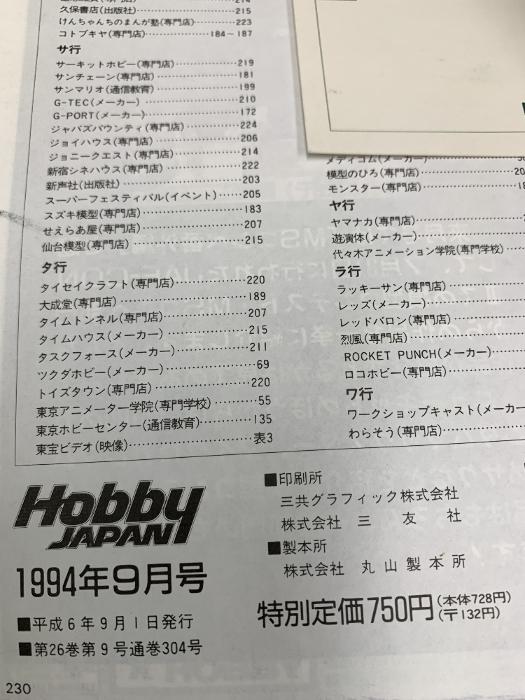 久保書店(出版社)……215
けんちゃんちのまんが塾(専門店)……223
コトブキヤ(専門店)……184〜187
サ行
サーキットホビー(専門店)……219
サンチェーン(専門店)……181
サンマリオ(通信教育)……199
G-TEC(メーカー)……210
G-PORT(メーカー)……172
ジャパズバウンティ(専門店)……224
ジョイハウス(専門店)……206
ジョニークエスト(専門店)……214
新宿シネハウス(専門店)……222
新声社(出版社)……203
スーパーフェスティバル(イベント)……205
スズキ模型(専門店)……183
せえらあ屋(専門店)……207
仙台模型(専門店)……215
タ行
タイセイクラフト(専門店)……220
大成堂(専門店)……189
タイムトンネル(専門店)……207
タイムハウス(メーカー)……215
タスクフォース(メーカー)……211
ツクダホビー(メーカー)……69
トイズタウン(専門店)……220
東京アニメーター学院(専門学校)……55
東京ホビーセンター(通信教育)……135
東宝ビデオ(映像)……表3
メディコム(メーカー)
模型のひろ(専門店)……
モンスター(専門店)……
ヤ行
ヤマナカ(専門店)……
遊演体(メーカー)……
代々木アニメーション学院(専門学校)……
ラ行
ラッキーサン(専門店)……
レッズ(メーカー)……
レッドバロン(専門店)……
烈風(専門店)……
ROCKET PUNCH(メーカー)……
ロコホビー(専門店)……
ワ行
ワークショップキャスト(メーカー
わらそう(専門店)……
Hobby
JAPAN
1994年9月号
■平成6年9月1日発行
■第26巻第9号通巻304号
■印刷所
三共グラフィック株式会社
株式会社 三友社
■製本所
株式会社 丸山製本所
特別定価750円(本体728円)
(〒132円)
230